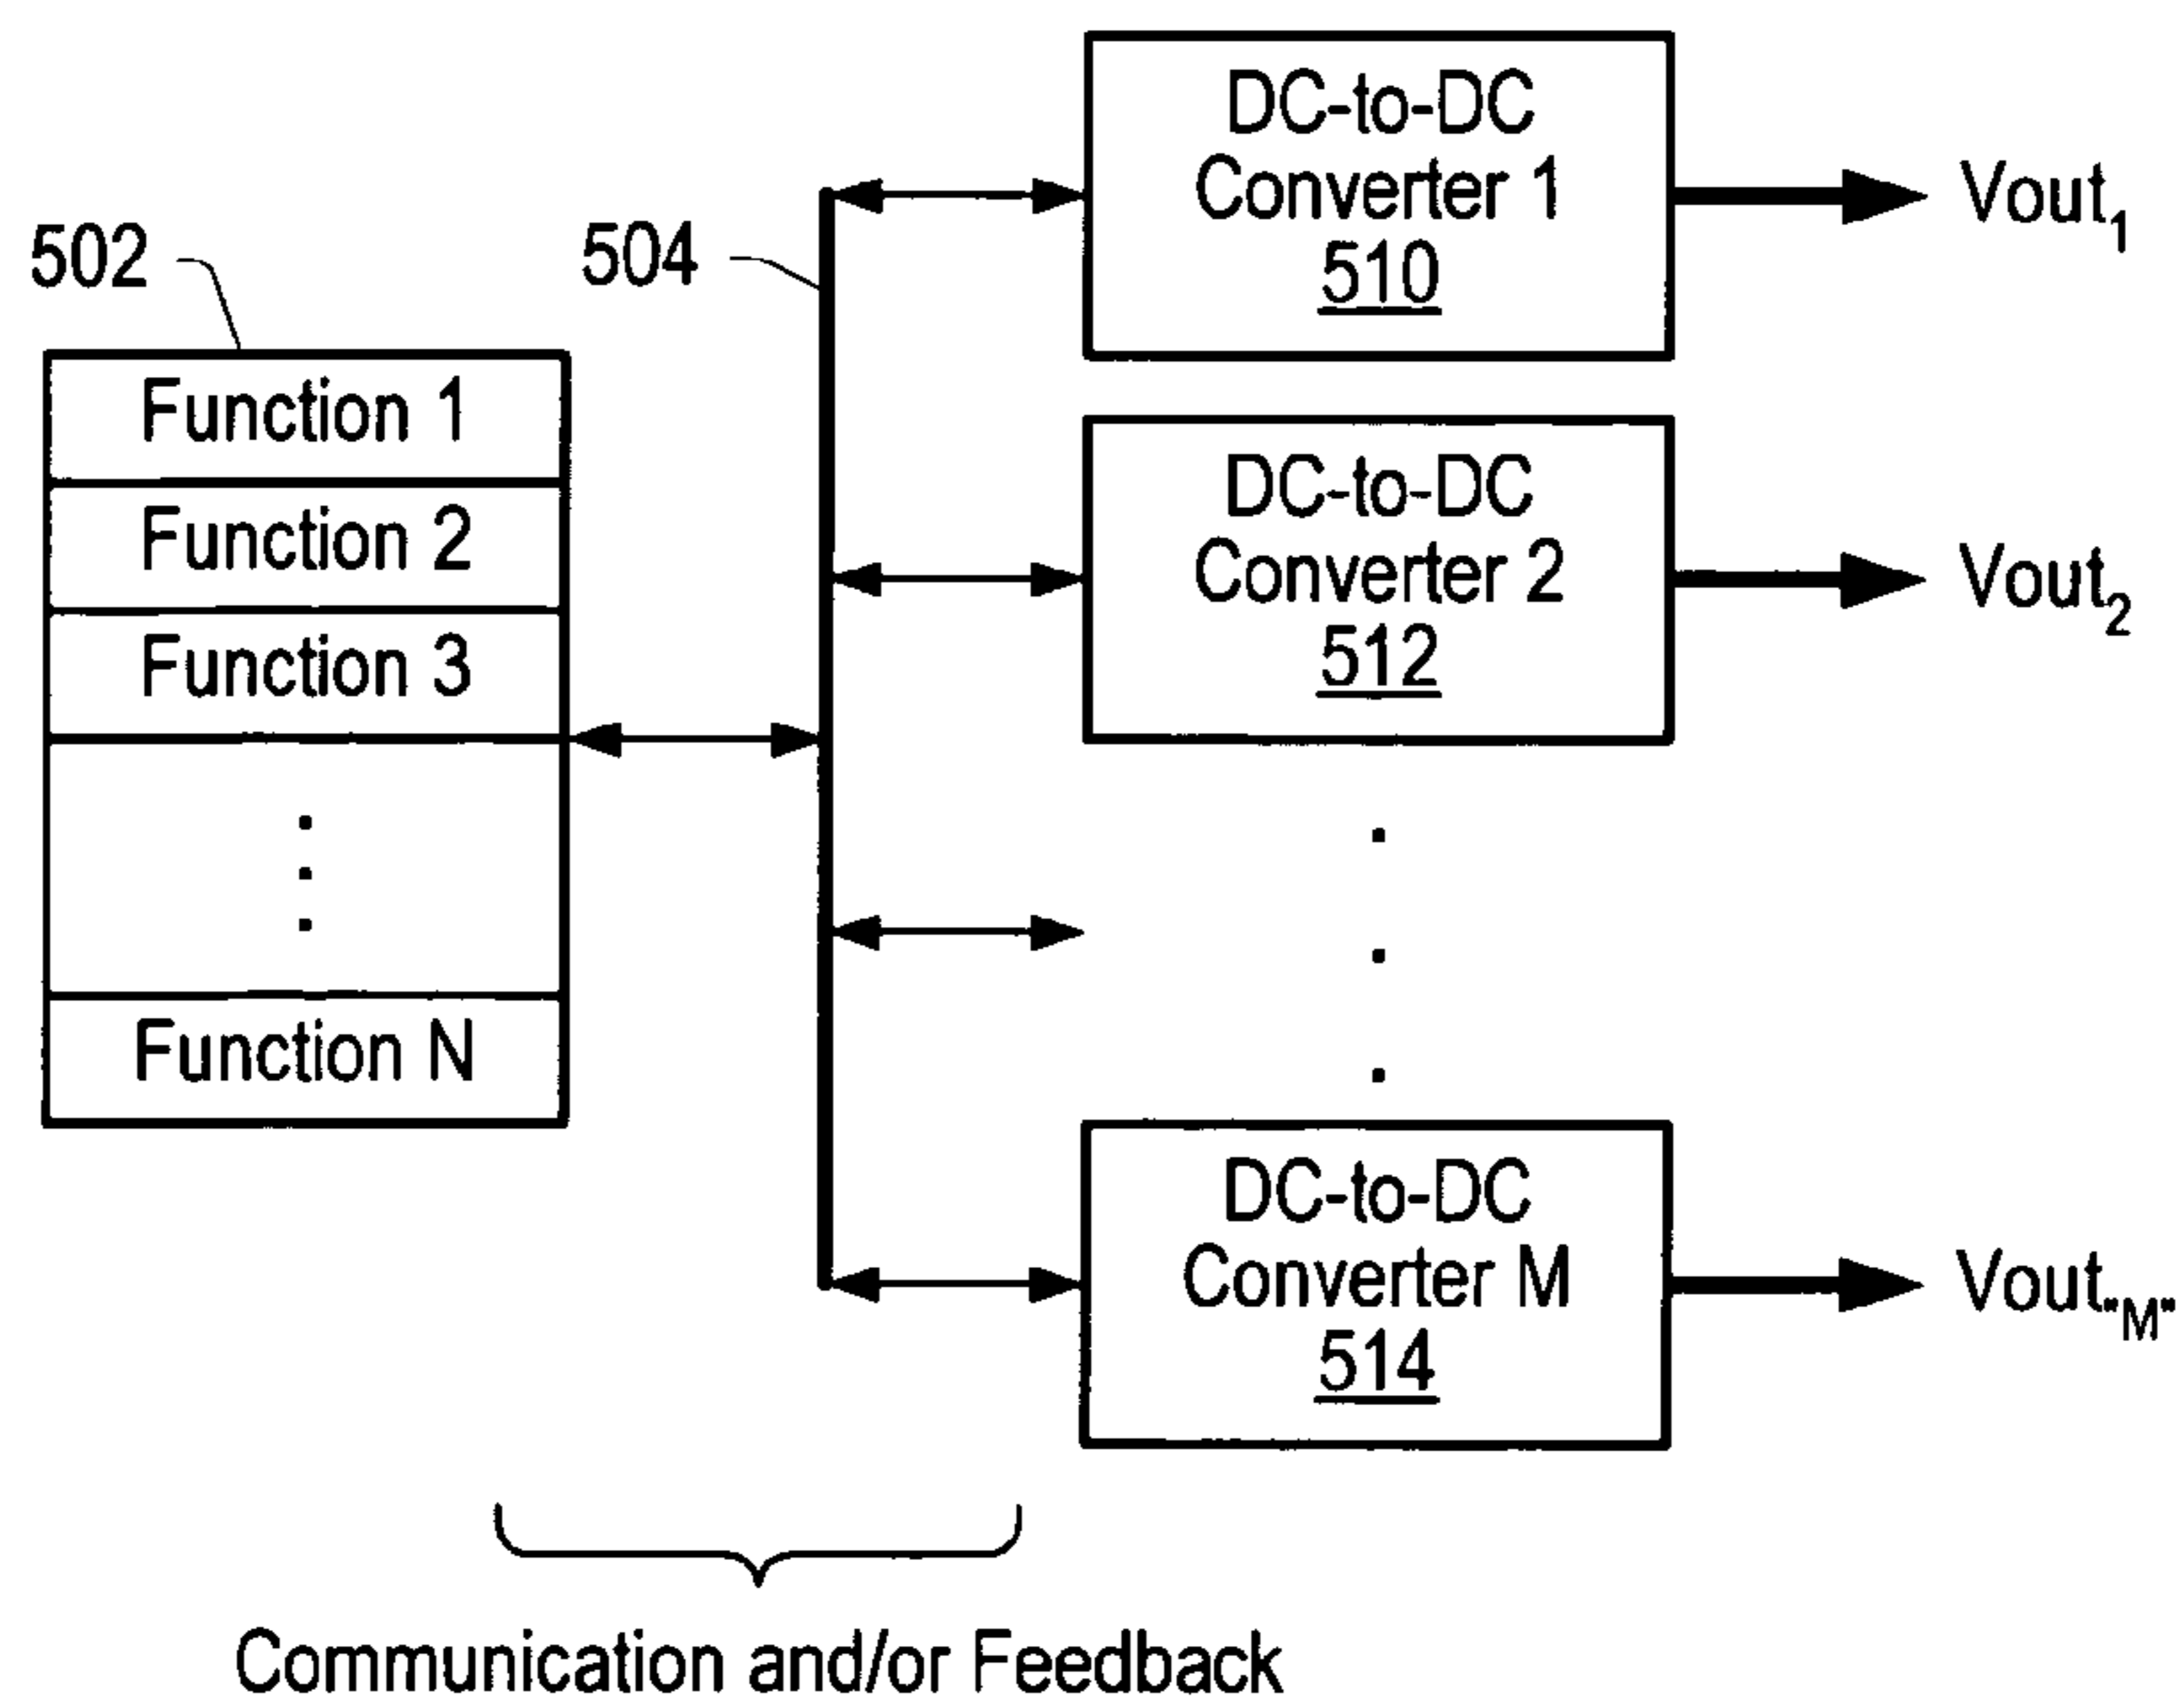 502
Function 1
Function 2
Function 3
Function N
504
DC-to-DC
Converter 1
510
Vout1
DC-to-DC
Converter 2
512
Vout2
DC-to-DC
Converter M
514
Vout"M"
Communication and/or Feedback